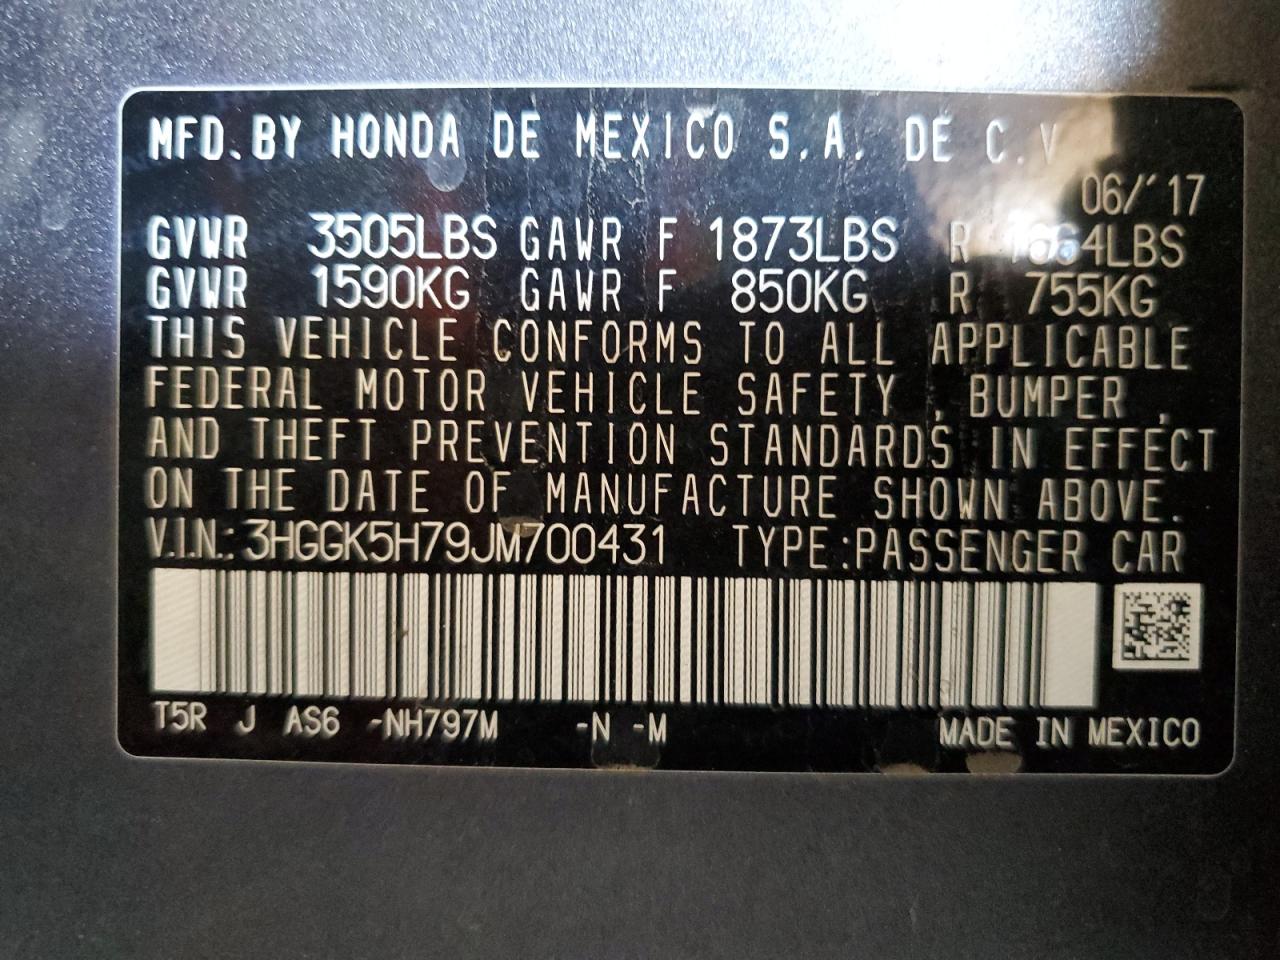 MFD.BY HONDA DE MEXICO S.A. DE C.V
06/'17
GVWR 3505LBS GAWR F 1873LBS R 1664LBS
GVWR 1590KG GAWR F 850KG R 755KG
THIS VEHICLE CONFORMS TO ALL APPLICABLE
FEDERAL MOTOR VEHICLE SAFETY , BUMPER ,
AND THEFT PREVENTION STANDARDS IN EFFECT
ON THE DATE OF MANUFACTURE SHOWN ABOVE.
V.I.N.: 3HGGK5H79JM700431 TYPE:PASSENGER CAR
T5R J AS6 -NH797M -N -M MADE IN MEXICO